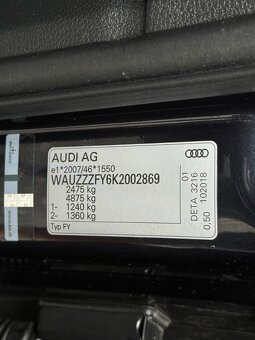 AUDI AG
e1*2007/46*1550
WAUZZZFY6K2002869
2475 kg
4875 kg
1- 1240 kg
2- 1360 kg
Typ FY
01
DETA 3216
0,50 102018